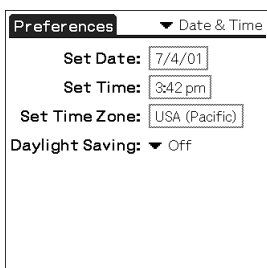 Preferences Date & Time
Set Date: 7/4/01
Set Time: 3:42 pm
Set Time Zone: USA (Pacific)
Daylight Saving: Off